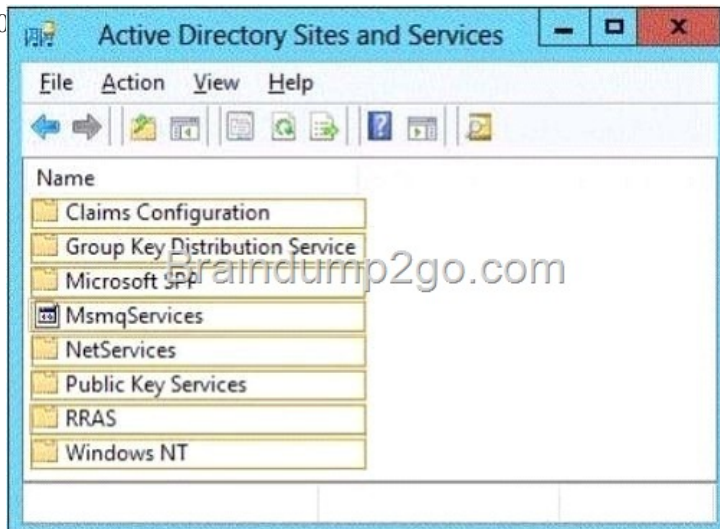 Active Directory Sites and Services
File Action View Help
Name
Claims Configuration
Group Key Distribution Service
Microsoft SPP
MsmqServices
NetServices
Public Key Services
RRAS
Windows NT
Braindump2go.com